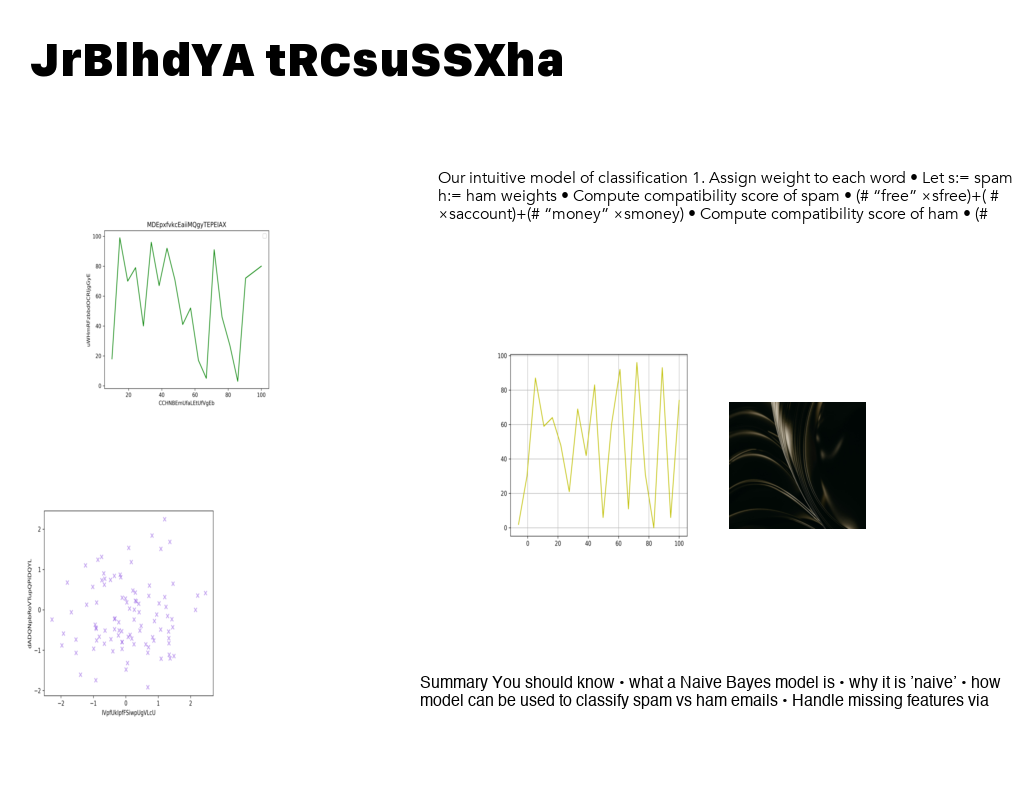 JrBlhdYA tRCsuSSXha
Our intuitive model of classification 1. Assign weight to each word • Let s:= spam
h:= ham weights • Compute compatibility score of spam • (# “free” ×sfree)+( #
×saccount)+(# “money” ×smoney) • Compute compatibility score of ham • (#
100
80
60
40
20
0
20 40 60 80 100
100
80
60
40
20
0
0 20 40 60 80 100
2
1
0
−1
−2
−2 −1 0 1 2
Summary You should know • what a Naive Bayes model is • why it is ’naive’ • how
model can be used to classify spam vs ham emails • Handle missing features via